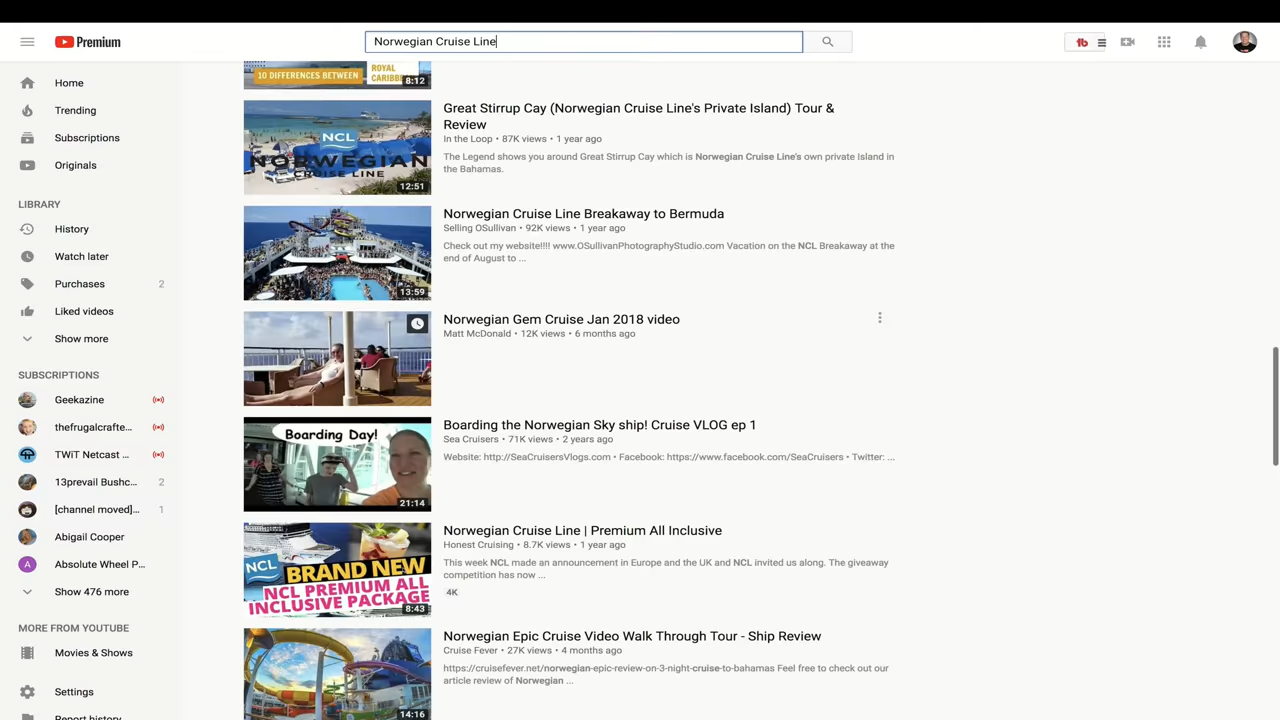 Premium
Norwegian Cruise Line
tb
Home
Trending
Subscriptions
Originals
LIBRARY
History
Watch later
Purchases 2
Liked videos
Show more
SUBSCRIPTIONS
Geekazine
thefrugalcrafte...
TWiT Netcast ...
13prevail Bushc... 2
[channel moved]... 1
Abigail Cooper
A Absolute Wheel P...
Show 476 more
MORE FROM YOUTUBE
Movies & Shows
Settings
Report history
10 DIFFERENCES BETWEEN
ROYAL
CARIBBE
8:12
NCL
NORWEGIAN
CRUISE LINE
12:51
Great Stirrup Cay (Norwegian Cruise Line's Private Island) Tour &
Review
In the Loop • 87K views • 1 year ago
The Legend shows you around Great Stirrup Cay which is Norwegian Cruise Line's own private Island in
the Bahamas.
13:59
Norwegian Cruise Line Breakaway to Bermuda
Selling OSullivan • 92K views • 1 year ago
Check out my website!!!! www.OSullivanPhotographyStudio.com Vacation on the NCL Breakaway at the
end of August to ...
Norwegian Gem Cruise Jan 2018 video
Matt McDonald • 12K views • 6 months ago
Boarding Day!
21:14
Boarding the Norwegian Sky ship! Cruise VLOG ep 1
Sea Cruisers • 71K views • 2 years ago
Website: http://SeaCruisersVlogs.com • Facebook: https://www.facebook.com/SeaCruisers • Twitter: ...
NCL
BRAND NEW
NCL PREMIUM ALL
INCLUSIVE PACKAGE
8:43
Norwegian Cruise Line | Premium All Inclusive
Honest Cruising • 8.7K views • 1 year ago
This week NCL made an announcement in Europe and the UK and NCL invited us along. The giveaway
competition has now ...
4K
14:16
Norwegian Epic Cruise Video Walk Through Tour - Ship Review
Cruise Fever • 27K views • 4 months ago
https://cruisefever.net/norwegian-epic-review-on-3-night-cruise-to-bahamas Feel free to check out our
article review of Norwegian ...